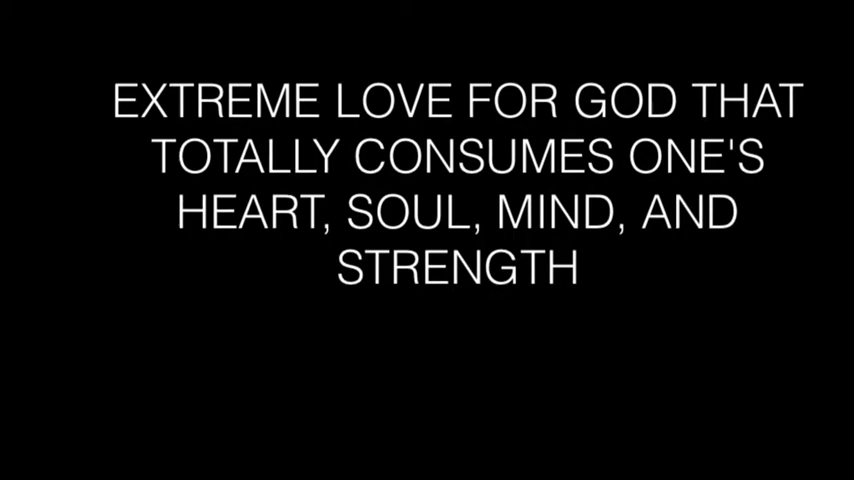 EXTREME LOVE FOR GOD THAT
TOTALLY CONSUMES ONE'S
HEART, SOUL, MIND, AND
STRENGTH